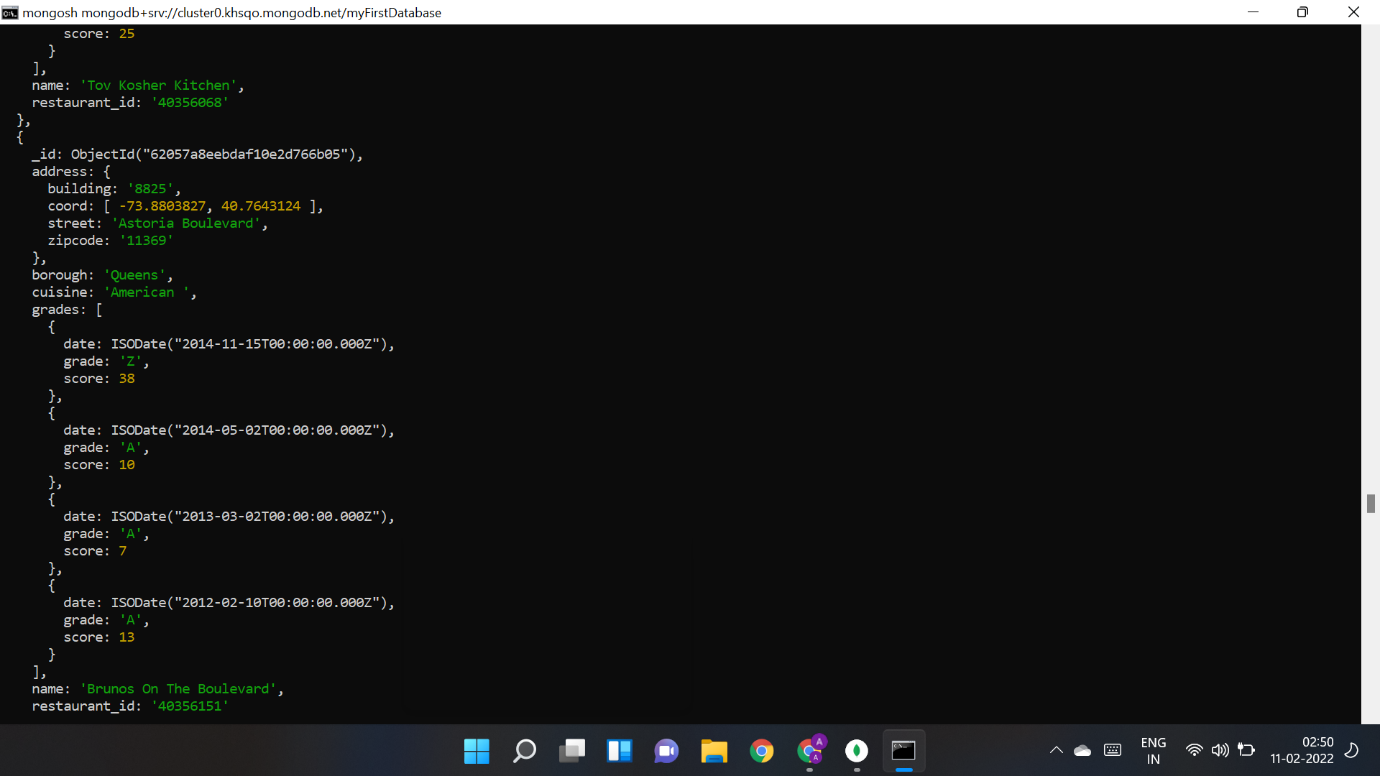 mongosh mongodb+srv://cluster0.khsqo.mongodb.net/myFirstDatabase
score: 25
}
],
name: 'Tov Kosher Kitchen',
restaurant_id: '40356068'
},
{
_id: ObjectId("62057a8eebdaf10e2d766b05"),
address: {
building: '8825',
coord: [ -73.8803827, 40.7643124 ],
street: 'Astoria Boulevard',
zipcode: '11369'
},
borough: 'Queens',
cuisine: 'American ',
grades: [
{
date: ISODate("2014-11-15T00:00:00.000Z"),
grade: 'Z',
score: 38
},
{
date: ISODate("2014-05-02T00:00:00.000Z"),
grade: 'A',
score: 10
},
{
date: ISODate("2013-03-02T00:00:00.000Z"),
grade: 'A',
score: 7
},
{
date: ISODate("2012-02-10T00:00:00.000Z"),
grade: 'A',
score: 13
}
],
name: 'Brunos On The Boulevard',
restaurant_id: '40356151'
ENG
IN
02:50
11-02-2022